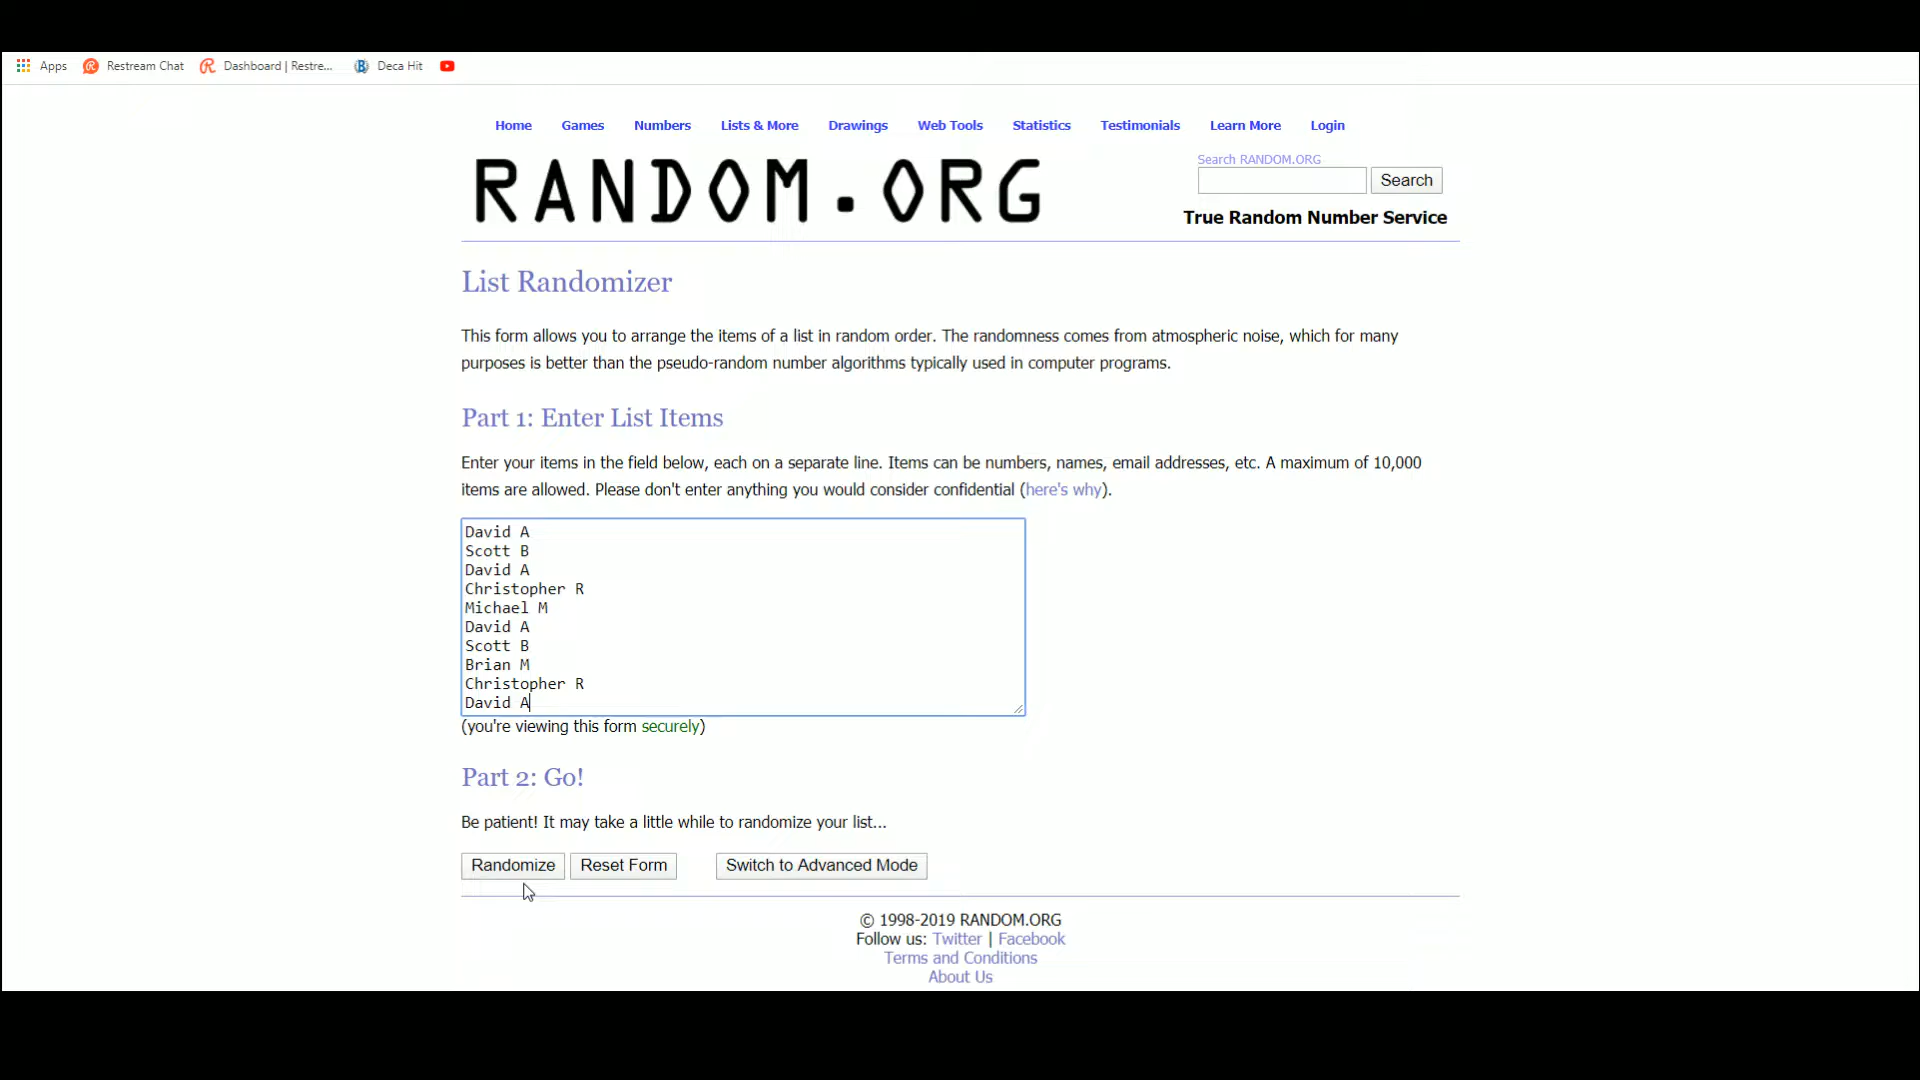 Apps Restream Chat Dashboard | Restre... Deca Hit
Home Games Numbers Lists & More Drawings Web Tools Statistics Testimonials Learn More Login
RANDOM.ORG
Search RANDOM.ORG
Search
True Random Number Service
List Randomizer
This form allows you to arrange the items of a list in random order. The randomness comes from atmospheric noise, which for many
purposes is better than the pseudo-random number algorithms typically used in computer programs.
Part 1: Enter List Items
Enter your items in the field below, each on a separate line. Items can be numbers, names, email addresses, etc. A maximum of 10,000
items are allowed. Please don't enter anything you would consider confidential (here's why).
David A
Scott B
David A
Christopher R
Michael M
David A
Scott B
Brian M
Christopher R
David A
(you're viewing this form securely)
Part 2: Go!
Be patient! It may take a little while to randomize your list...
Randomize Reset Form Switch to Advanced Mode
© 1998-2019 RANDOM.ORG
Follow us: Twitter | Facebook
Terms and Conditions
About Us